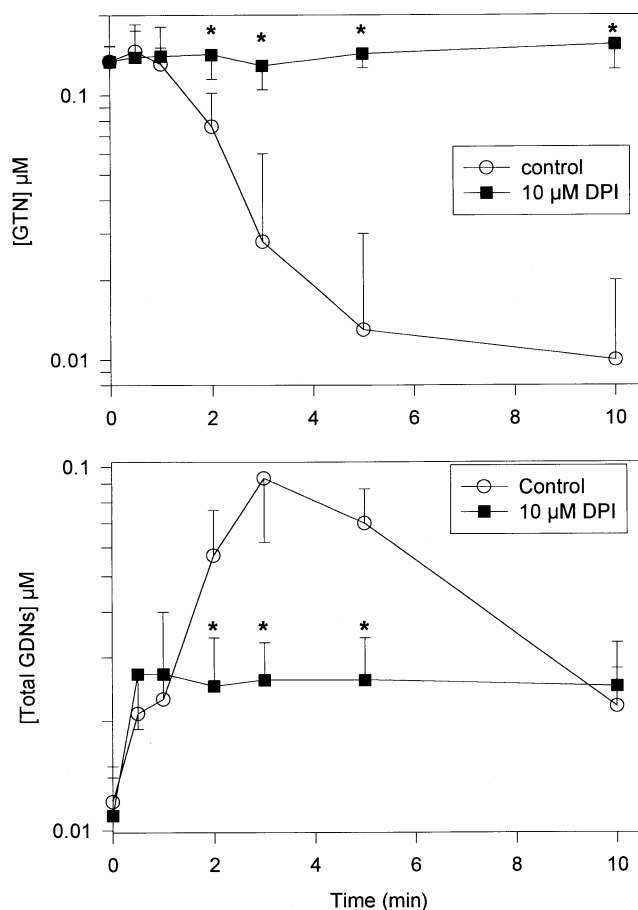 * * * *
0.1
[GTN] µM
control
10 µM DPI
0.01
0 2 4 6 8 10
0.1
[Total GDNs] µM
Control
10 µM DPI
* * *
0.01
0 2 4 6 8 10
Time (min)